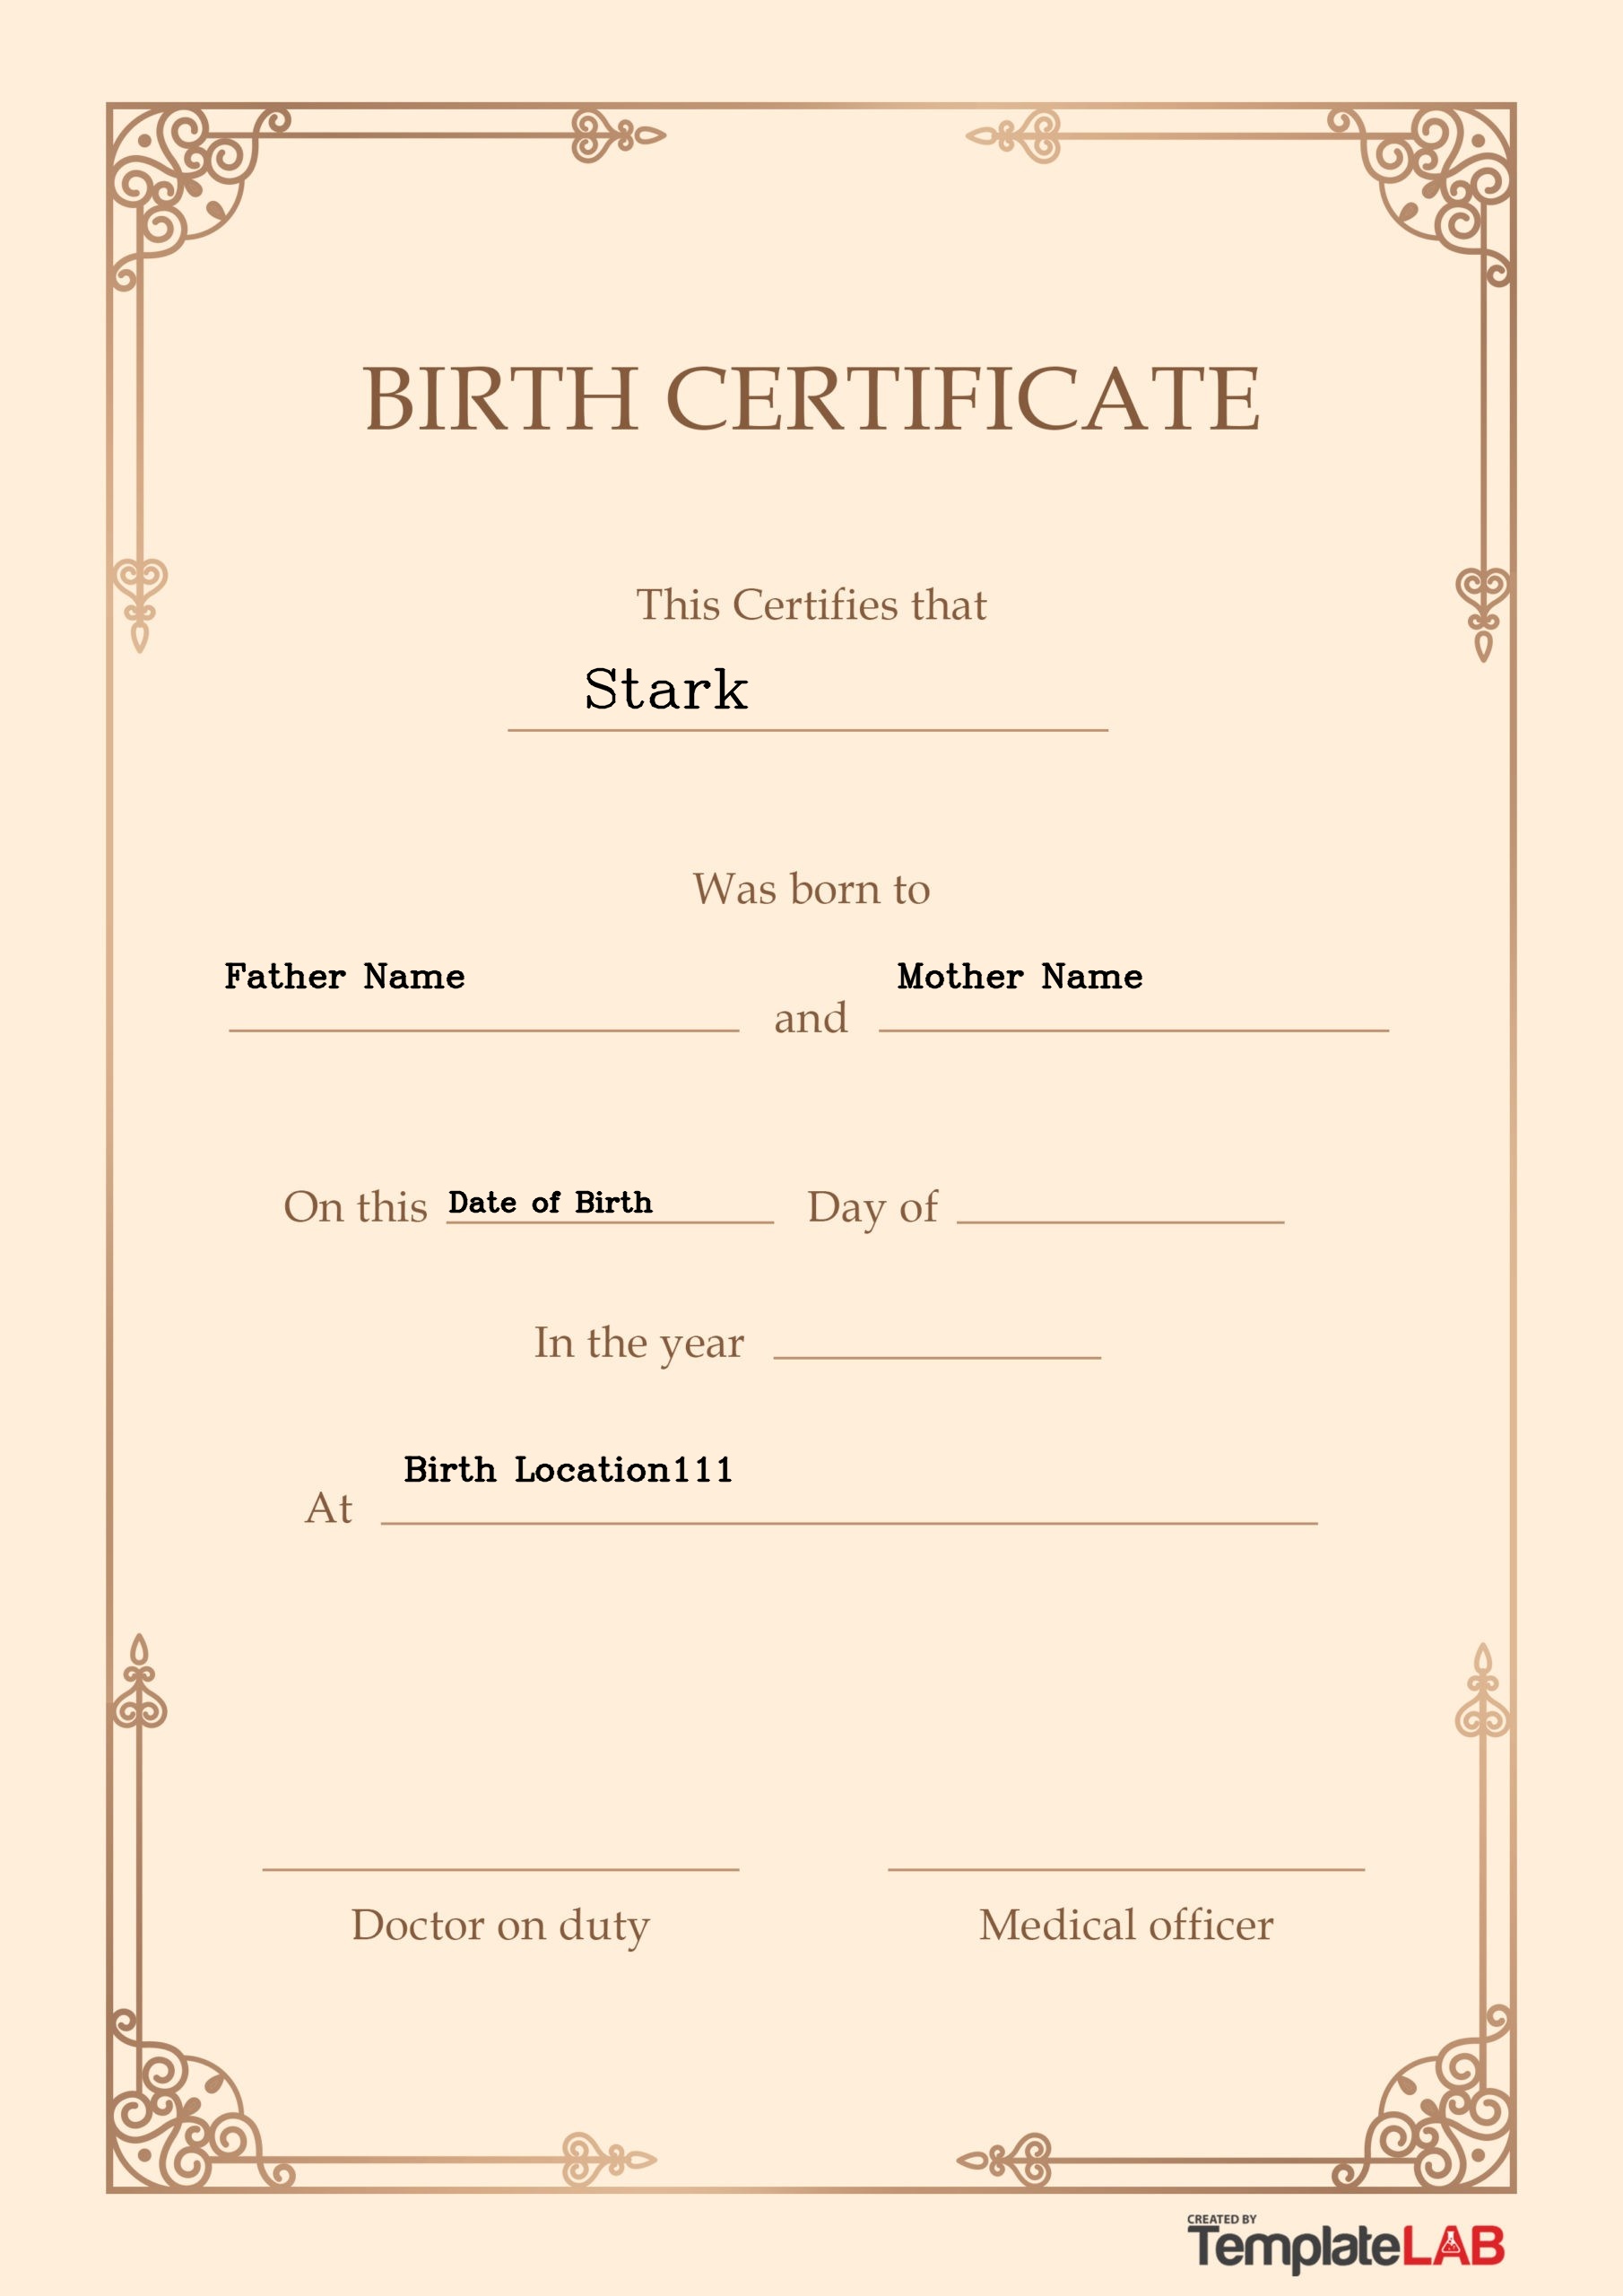 BIRTH CERTIFICATE
This Certifies that
Stark
Was born to
Father Name Mother Name
and
On this Date of Birth Day of
In the year
Birth Location111
At
Doctor on duty Medical officer
CREATED BY
TemplateLAB